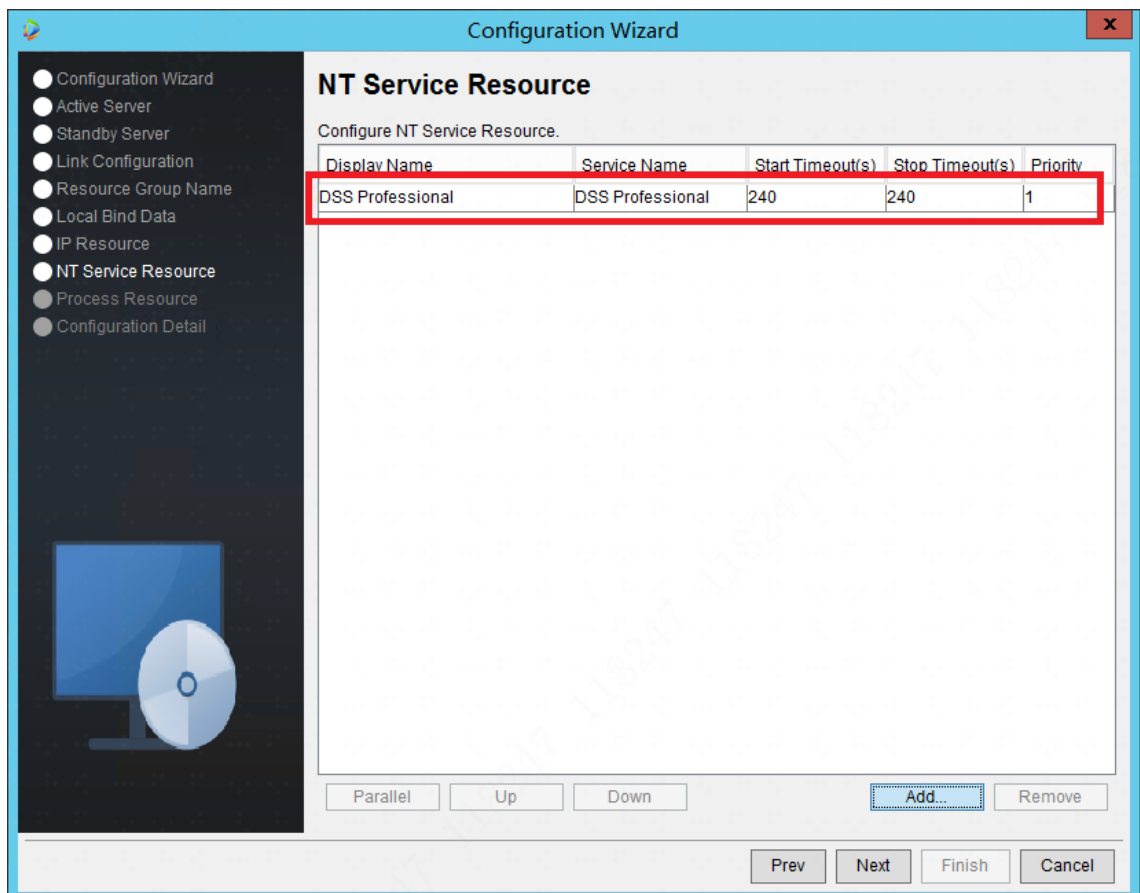 Configuration Wizard
x
Configuration Wizard
Active Server
Standby Server
Link Configuration
Resource Group Name
Local Bind Data
IP Resource
NT Service Resource
Process Resource
Configuration Detail
NT Service Resource
Configure NT Service Resource.
Display Name Service Name Start Timeout(s) Stop Timeout(s) Priority
DSS Professional DSS Professional 240 240 1
118247 118247 118247
Parallel Up Down Add... Remove
Prev Next Finish Cancel